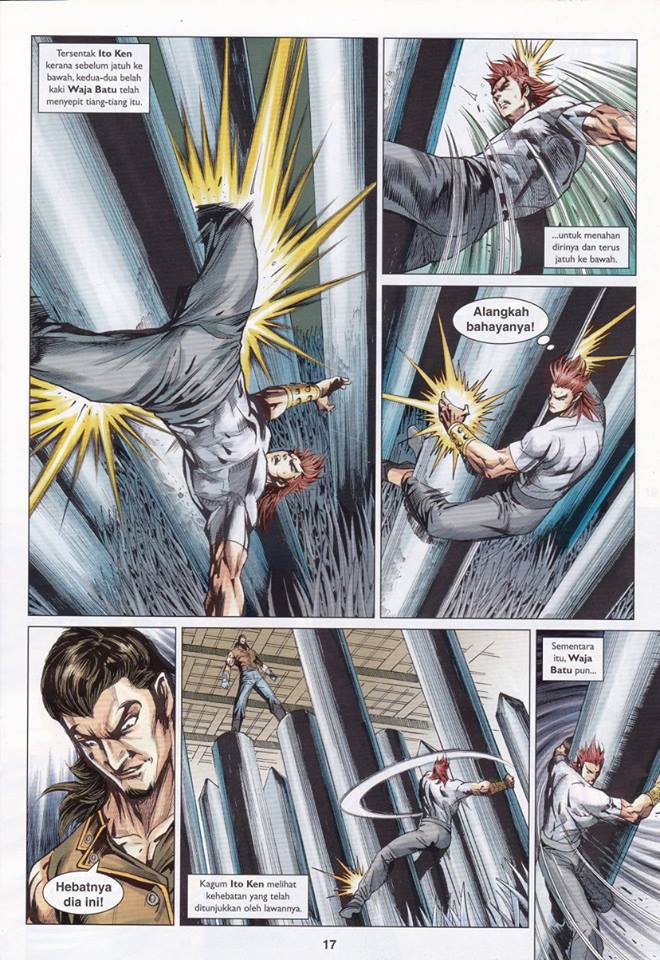 Tersentak Ito Ken
kerana sebelum jatuh ke
bawah, kedua-dua belah
kaki Waja Batu telah
menyepit tiang-tiang itu.
...untuk menahan
dirinya dan terus
jatuh ke bawah.
Alangkah
bahayanya!
Hebatnya
dia ini!
Kagum Ito Ken melihat
kehebatan yang telah
ditunjukkan oleh lawannya.
Sementara
itu, Waja
Batu pun...
17